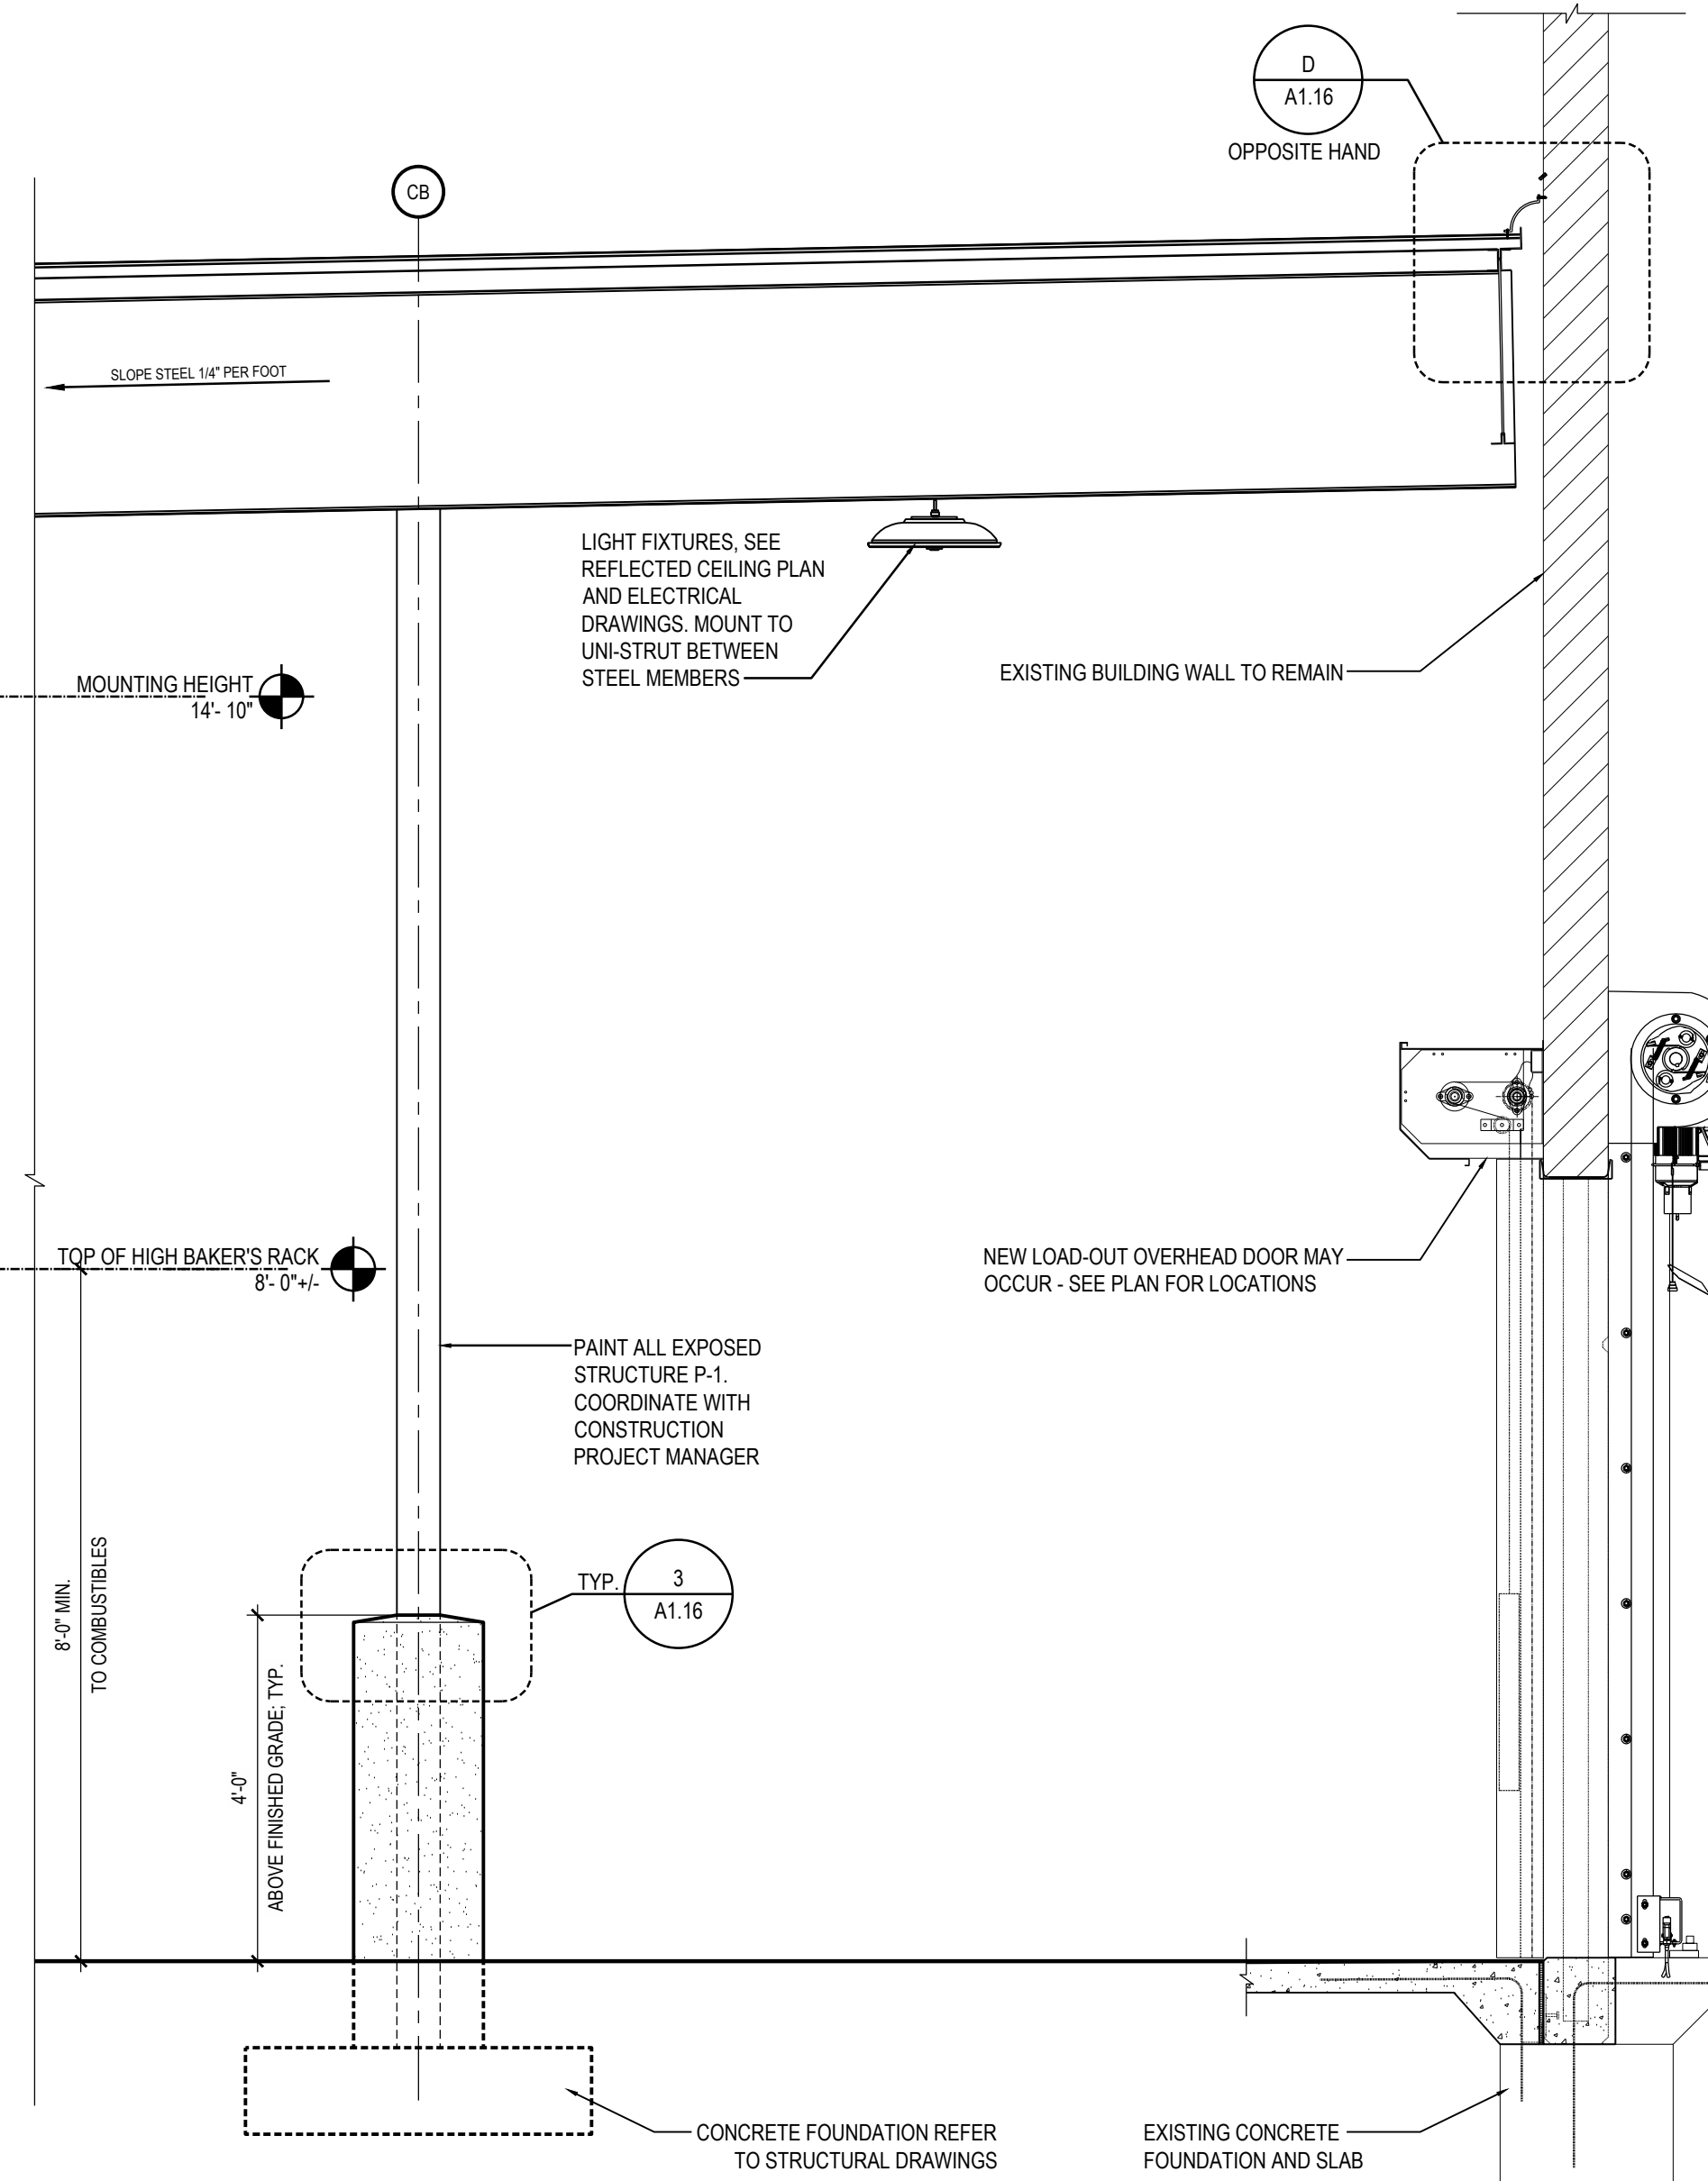 D
A1.16
OPPOSITE HAND
CB
SLOPE STEEL 1/4" PER FOOT
LIGHT FIXTURES, SEE
REFLECTED CEILING PLAN
AND ELECTRICAL
DRAWINGS. MOUNT TO
UNI-STRUT BETWEEN
STEEL MEMBERS
EXISTING BUILDING WALL TO REMAIN
MOUNTING HEIGHT
14'- 10"
TOP OF HIGH BAKER'S RACK
8'- 0"+/-
NEW LOAD-OUT OVERHEAD DOOR MAY
OCCUR - SEE PLAN FOR LOCATIONS
PAINT ALL EXPOSED
STRUCTURE P-1.
COORDINATE WITH
CONSTRUCTION
PROJECT MANAGER
8'-0" MIN.
TO COMBUSTIBLES
TYP.
3
A1.16
4'-0"
ABOVE FINISHED GRADE; TYP.
CONCRETE FOUNDATION REFER
TO STRUCTURAL DRAWINGS
EXISTING CONCRETE
FOUNDATION AND SLAB